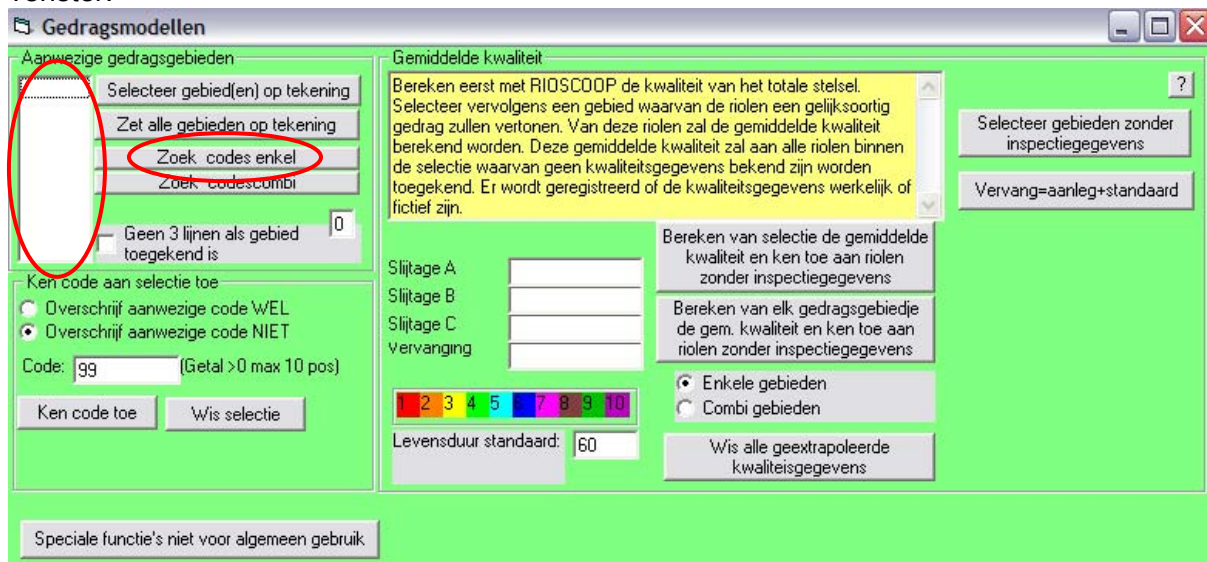 venster.
Gedragsmodellen
Aanwezige gedragsgebieden
Selecteer gebied(en) op tekening
Zet alle gebieden op tekening
Zoek codes enkel
Zoek codescombi
Geen 3 lijnen als gebied
toegekend is
0
Ken code aan selectie toe
Overschrijf aanwezige code WEL
Overschrijf aanwezige code NIET
Code: 99 (Getal >0 max 10 pos)
Ken code toe
Wis selectie
Gemiddelde kwaliteit
Bereken eerst met RIOSCOOP de kwaliteit van het totale stelsel.
Selecteer vervolgens een gebied waarvan de riolen een gelijksoortig
gedrag zullen vertonen. Van deze riolen zal de gemiddelde kwaliteit
berekend worden. Deze gemiddelde kwaliteit zal aan alle riolen binnen
de selectie waarvan geen kwaliteitsgegevens bekend zijn worden
toegekend. Er wordt geregistreerd of de kwaliteitsgegevens werkelijk of
fictief zijn.
Slijtage A
Slijtage B
Slijtage C
Vervanging
1 2 3 4 5 6 7 8 9 10
Levensduur standaard: 60
Bereken van selectie de gemiddelde
kwaliteit en ken toe aan riolen
zonder inspectiegegevens
Bereken van elk gedragsgebiedje
de gem. kwaliteit en ken toe aan
riolen zonder inspectiegegevens
Enkele gebieden
Combi gebieden
Wis alle geextrapoleerde
kwaliteisgegevens
?
Selecteer gebieden zonder
inspectiegegevens
Vervang=aanleg+standaard
Speciale functie's niet voor algemeen gebruik